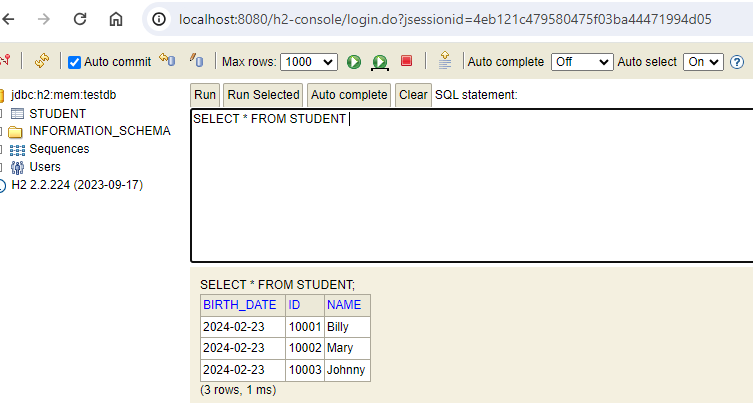 localhost:8080/h2-console/login.do?jsessionid=4eb121c479580475f03ba44471994d05
Auto commit Max rows: 1000 Auto complete Off Auto select On
jdbc:h2:mem:testdb
STUDENT
INFORMATION_SCHEMA
Sequences
Users
H2 2.2.224 (2023-09-17)
Run Run Selected Auto complete Clear SQL statement:
SELECT * FROM STUDENT
SELECT * FROM STUDENT;
BIRTH_DATE ID NAME
2024-02-23 10001 Billy
2024-02-23 10002 Mary
2024-02-23 10003 Johnny
(3 rows, 1 ms)